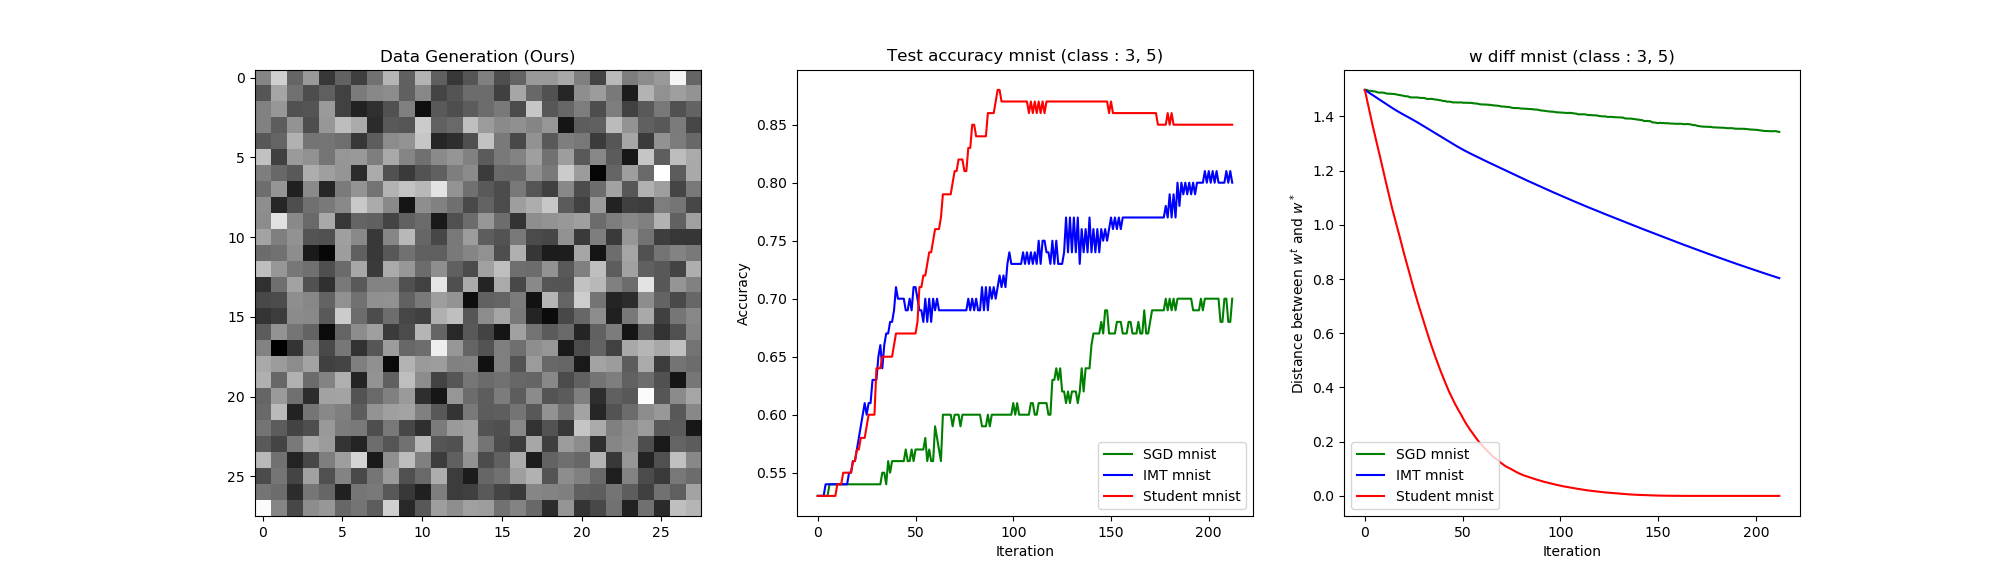 Data Generation (Ours)
0
5
10
15
20
25
0 5 10 15 20 25
Test accuracy mnist (class : 3, 5)
Accuracy
0.85
0.80
0.75
0.70
0.65
0.60
0.55
0 50 100 150 200
Iteration
SGD mnist
IMT mnist
Student mnist
w diff mnist (class : 3, 5)
Distance between w^t and w^*
1.4
1.2
1.0
0.8
0.6
0.4
0.2
0.0
0 50 100 150 200
Iteration
SGD mnist
IMT mnist
Student mnist